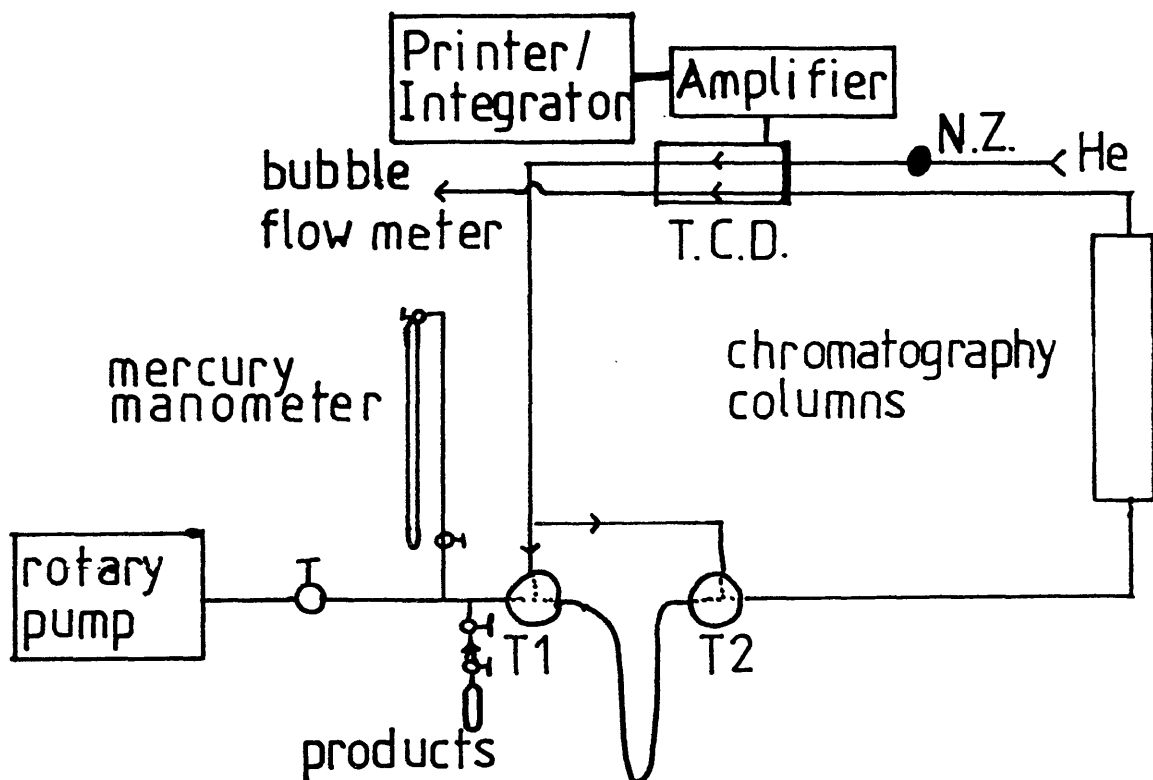 Printer/
Integrator
Amplifier
N.Z.
He
bubble
flow meter
T.C.D.
mercury
manometer
chromatography
columns
rotary
pump
T1
T2
products